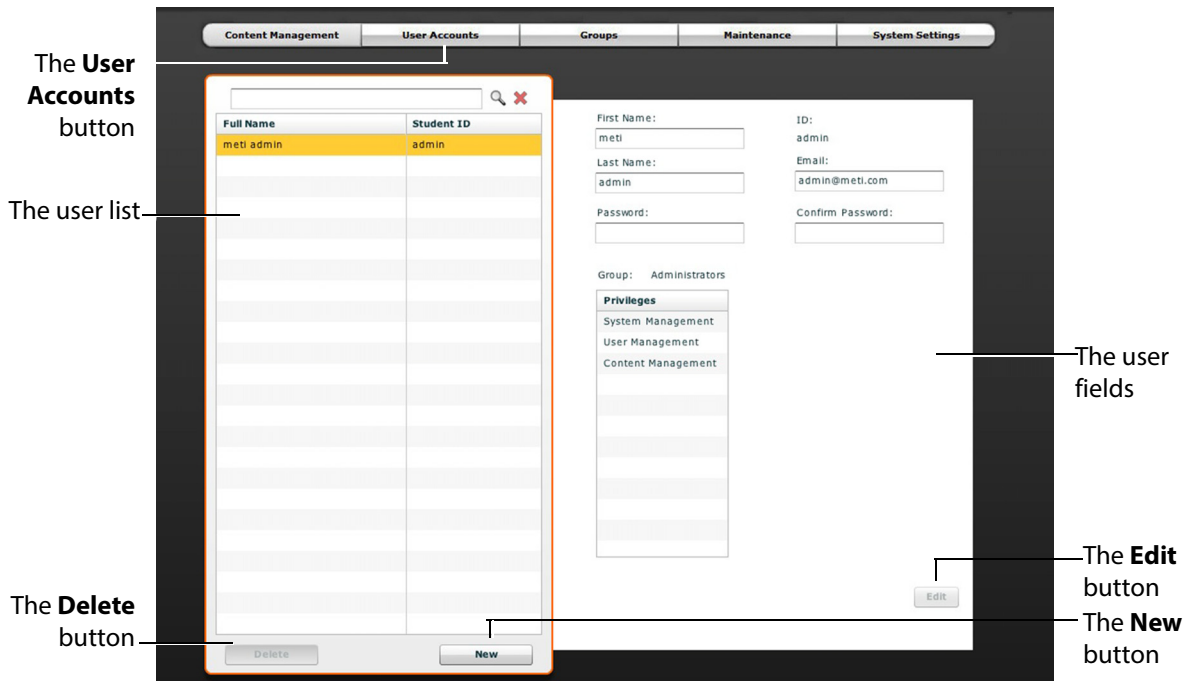 Content Management
User Accounts
Groups
Maintenance
System Settings
The User
Accounts
button
Full Name
Student ID
meti admin
admin
The user list
First Name:
ID:
meti
admin
Last Name:
Email:
admin
admin@meti.com
Password:
Confirm Password:
Group: Administrators
Privileges
System Management
User Management
Content Management
The user
fields
The Edit
button
Edit
The Delete
button
Delete
New
The New
button